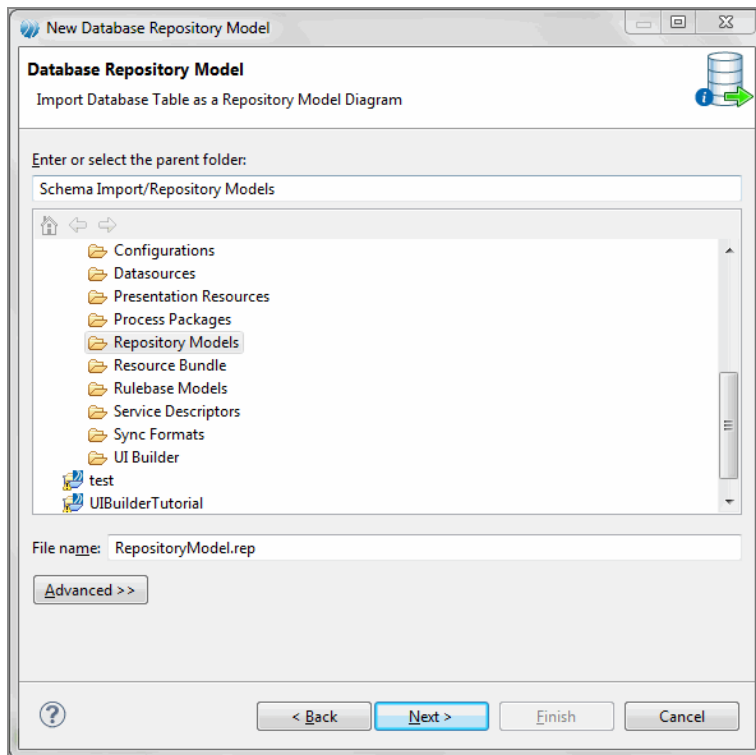 New Database Repository Model
Database Repository Model
Import Database Table as a Repository Model Diagram
i
Enter or select the parent folder:
Schema Import/Repository Models
Configurations
Datasources
Presentation Resources
Process Packages
Repository Models
Resource Bundle
Rulebase Models
Service Descriptors
Sync Formats
UI Builder
test
UIBuilderTutorial
File name: RepositoryModel.rep
Advanced >>
? < Back Next > Finish Cancel